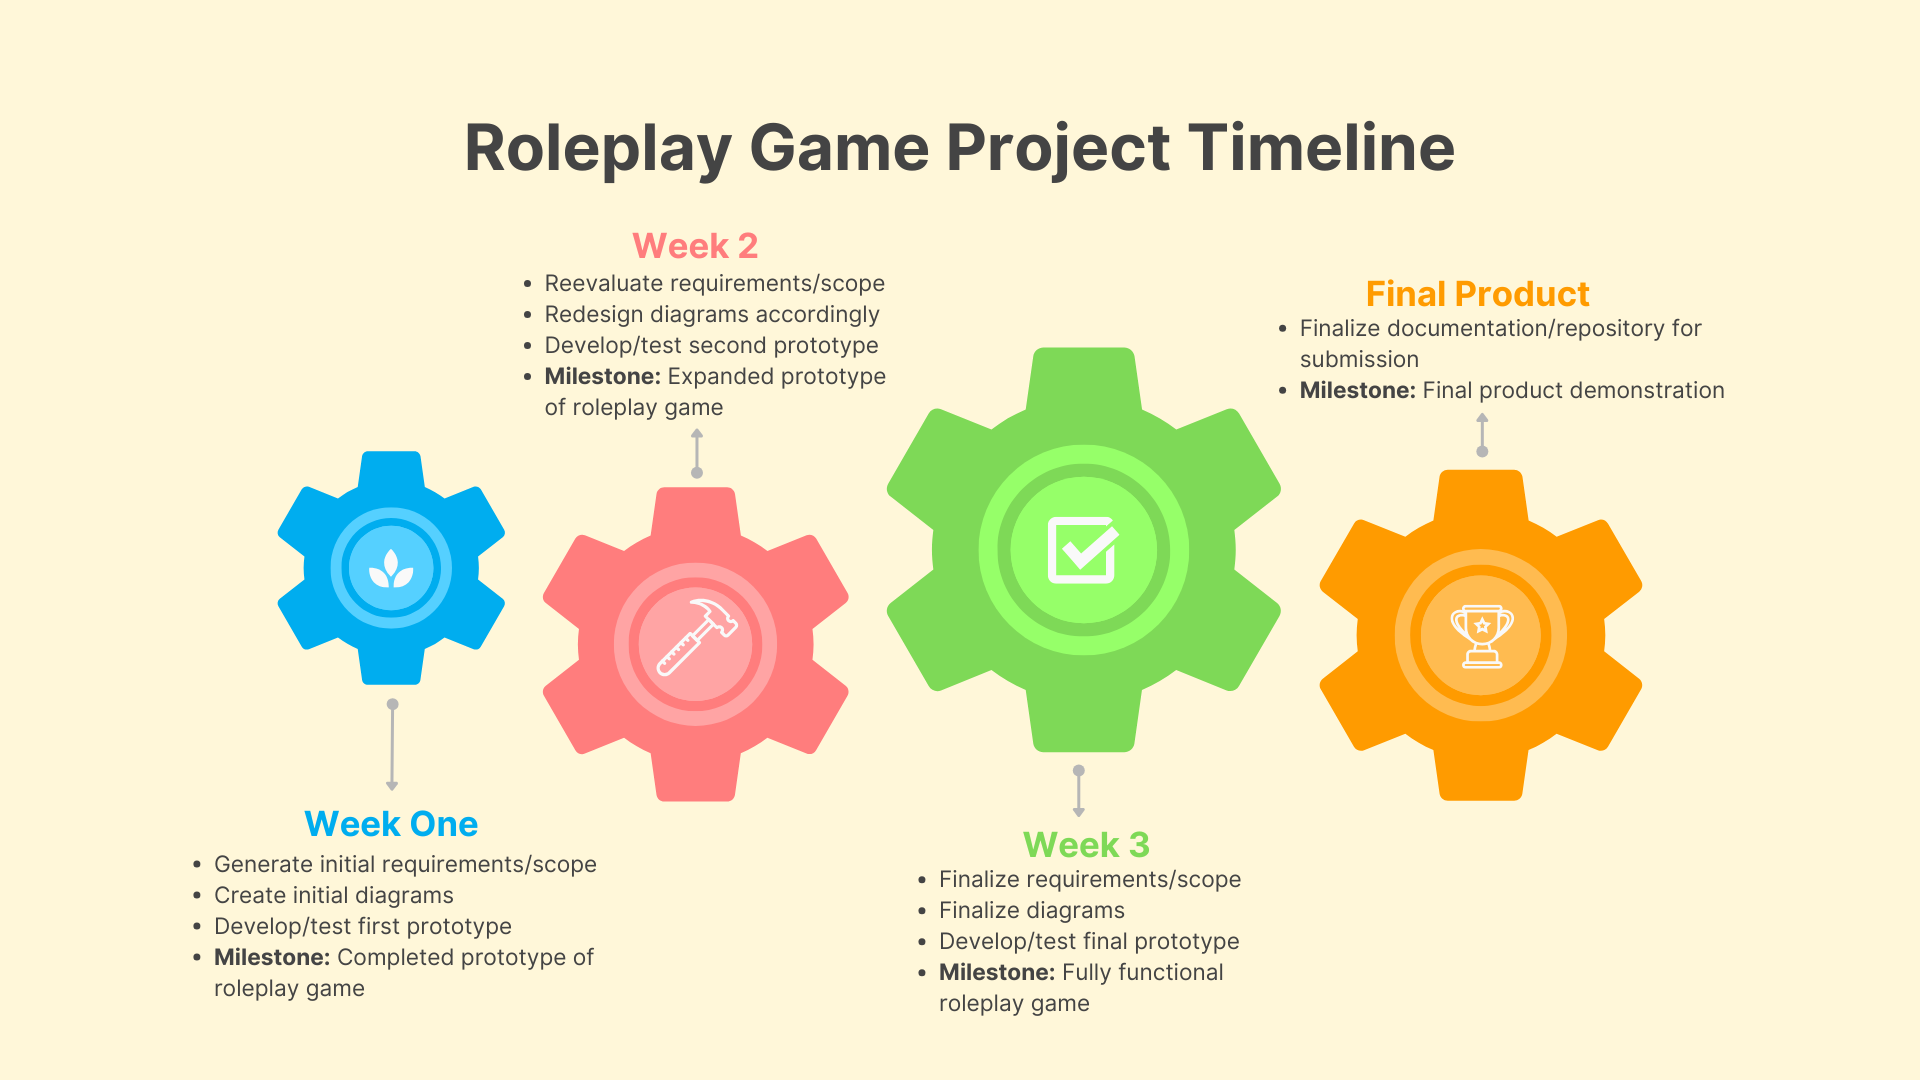 Roleplay Game Project Timeline
Week One
• Generate initial requirements/scope
• Create initial diagrams
• Develop/test first prototype
• Milestone: Completed prototype of
roleplay game
Week 2
• Reevaluate requirements/scope
• Redesign diagrams accordingly
• Develop/test second prototype
• Milestone: Expanded prototype
of roleplay game
Week 3
• Finalize requirements/scope
• Finalize diagrams
• Develop/test final prototype
• Milestone: Fully functional
roleplay game
Final Product
• Finalize documentation/repository for
submission
• Milestone: Final product demonstration